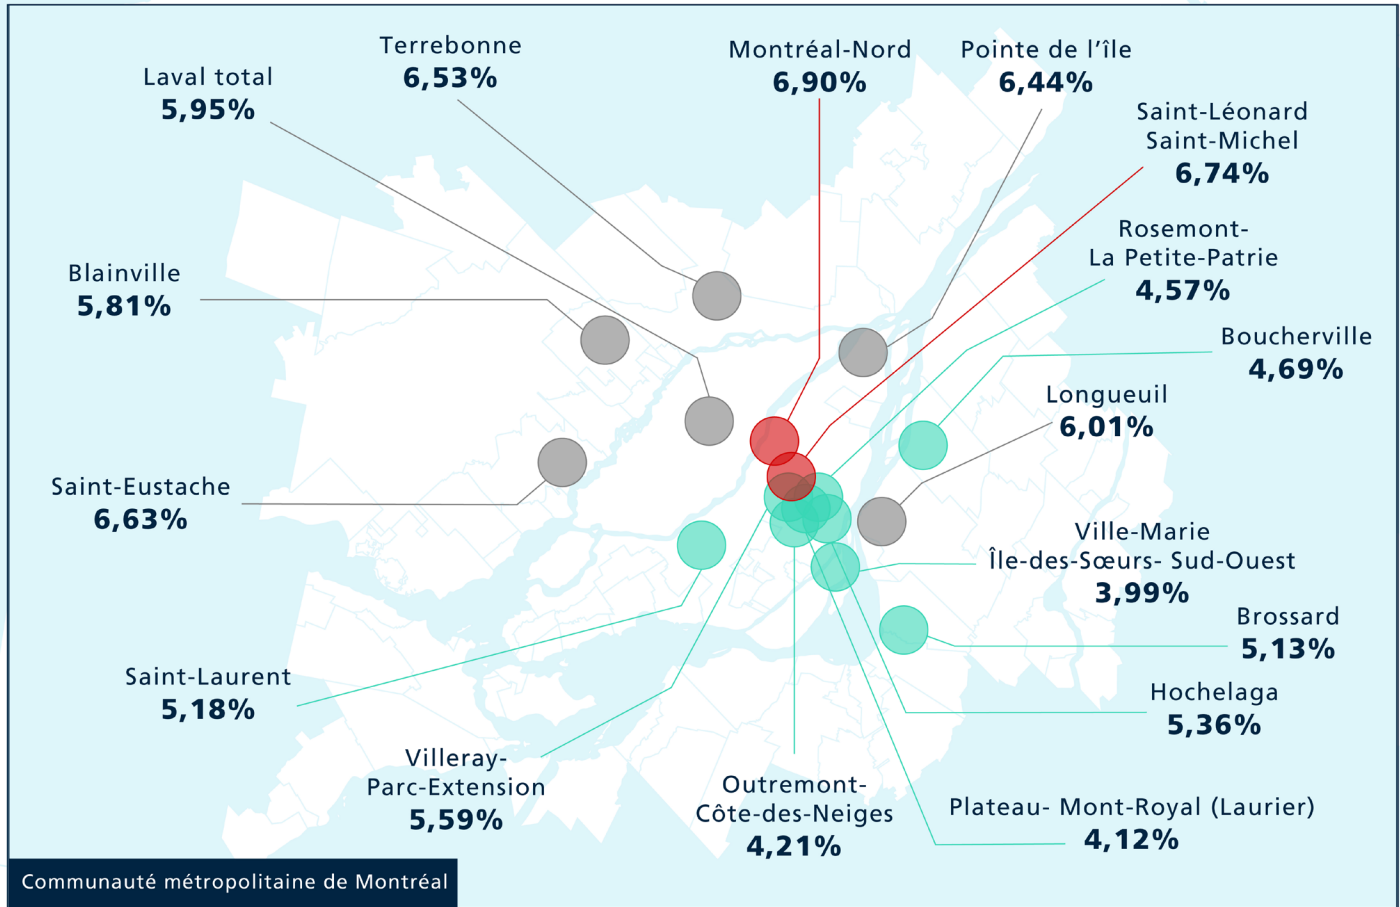 Terrebonne
6,53%
Laval total
5,95%
Montréal-Nord
6,90%
Pointe de l’île
6,44%
Saint-Léonard
Saint-Michel
6,74%
Rosemont-
La Petite-Patrie
4,57%
Blainville
5,81%
Boucherville
4,69%
Longueuil
6,01%
Saint-Eustache
6,63%
Ville-Marie
Île-des-Sœurs- Sud-Ouest
3,99%
Brossard
5,13%
Saint-Laurent
5,18%
Hochelaga
5,36%
Villeray-
Parc-Extension
5,59%
Outremont-
Côte-des-Neiges
4,21%
Plateau- Mont-Royal (Laurier)
4,12%
Communauté métropolitaine de Montréal